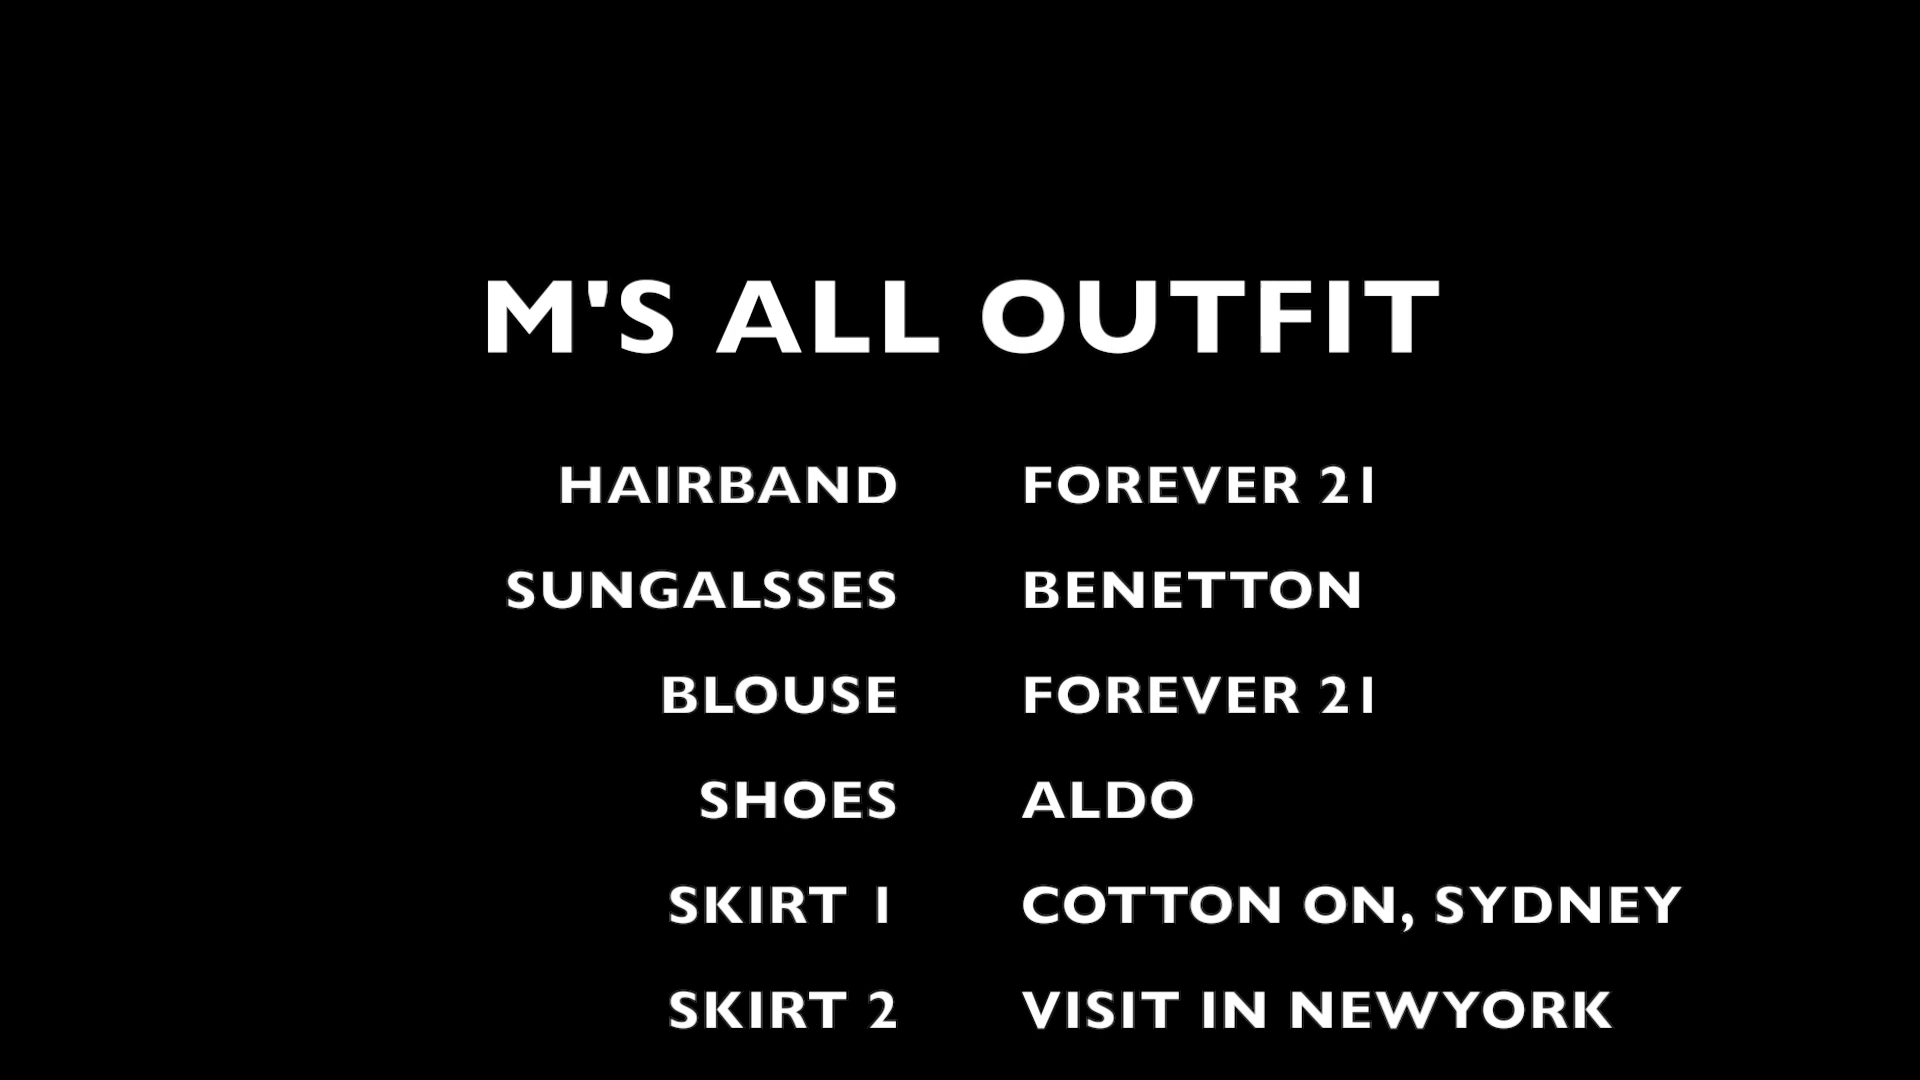 M'S ALL OUTFIT
HAIRBAND FOREVER 21
SUNGALSSES BENETTON
BLOUSE FOREVER 21
SHOES ALDO
SKIRT 1 COTTON ON, SYDNEY
SKIRT 2 VISIT IN NEWYORK